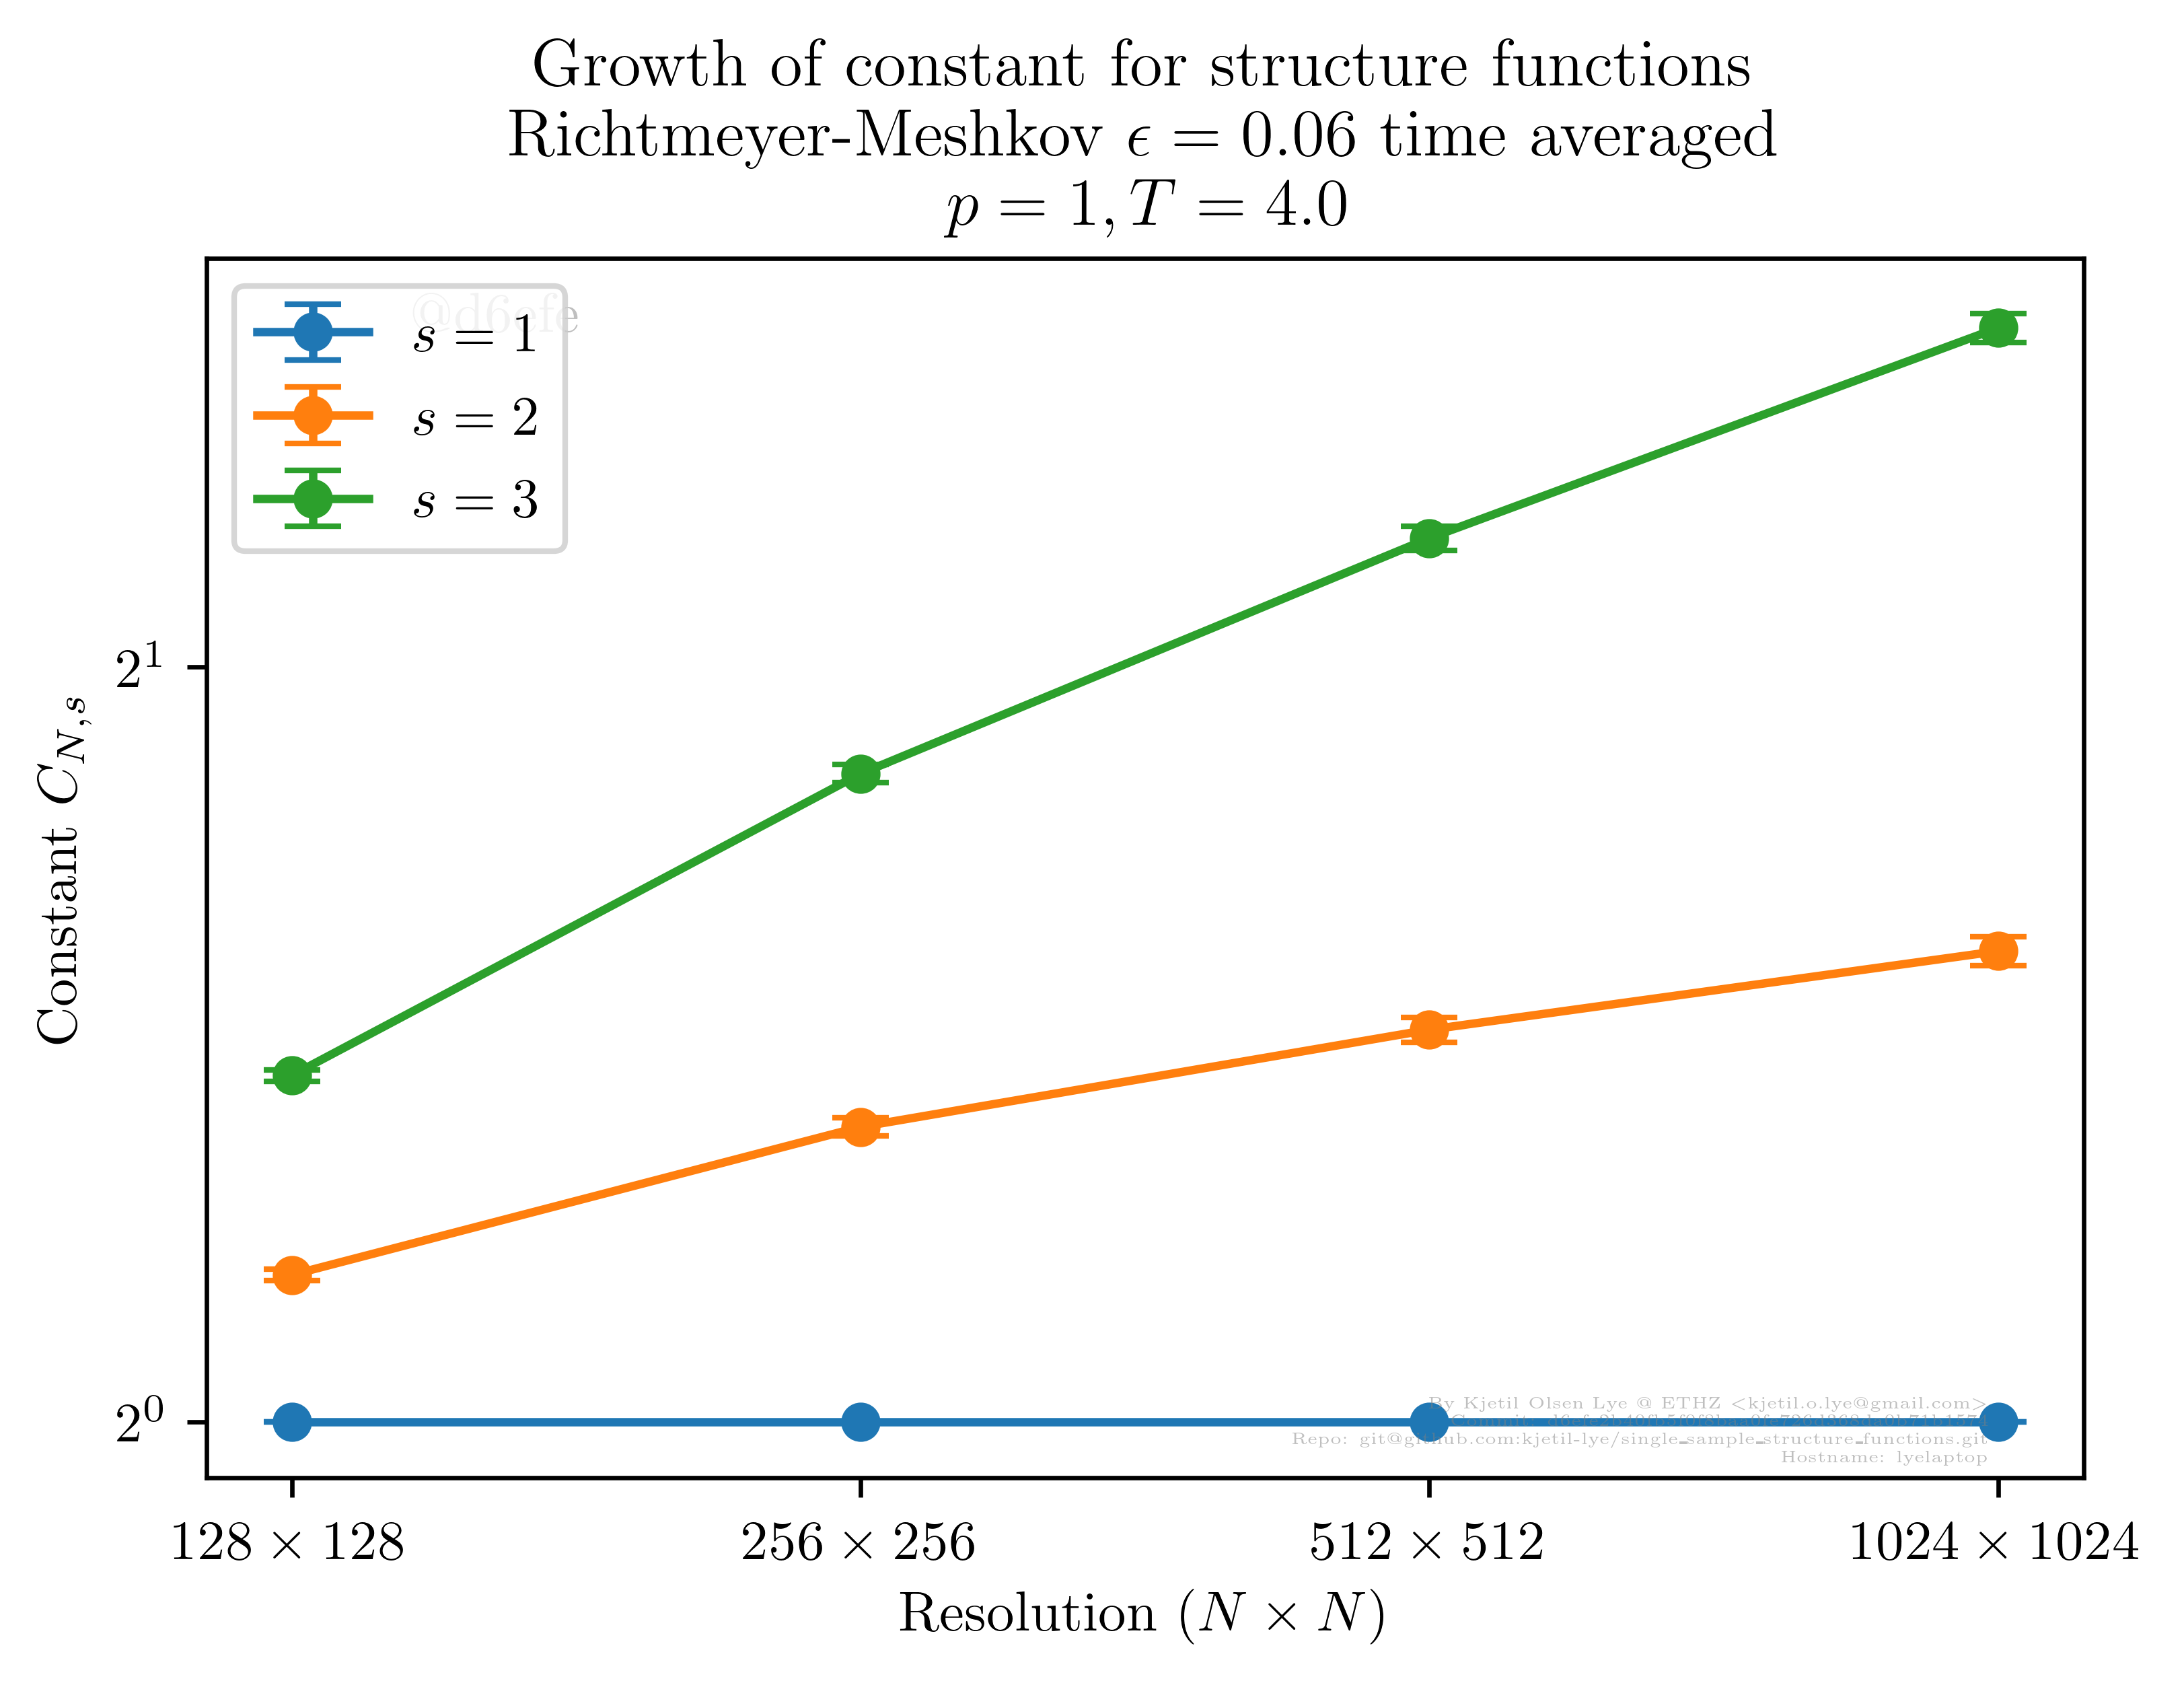 Growth of constant for structure functions
Richtmeyer-Meshkov ϵ = 0.06 time averaged
p = 1, T = 4.0
@d6efe
s = 1
s = 2
s = 3
2^1
2^0
Constant C_{N,s}
By Kjetil Olsen Lye @ ETHZ <kjetil.o.lye@gmail.com>
Repo: git@github.com:kjetil-lye/single_sample_structure_functions.git
Hostname: lyelaptop
128 × 128
256 × 256
512 × 512
1024 × 1024
Resolution (N × N)